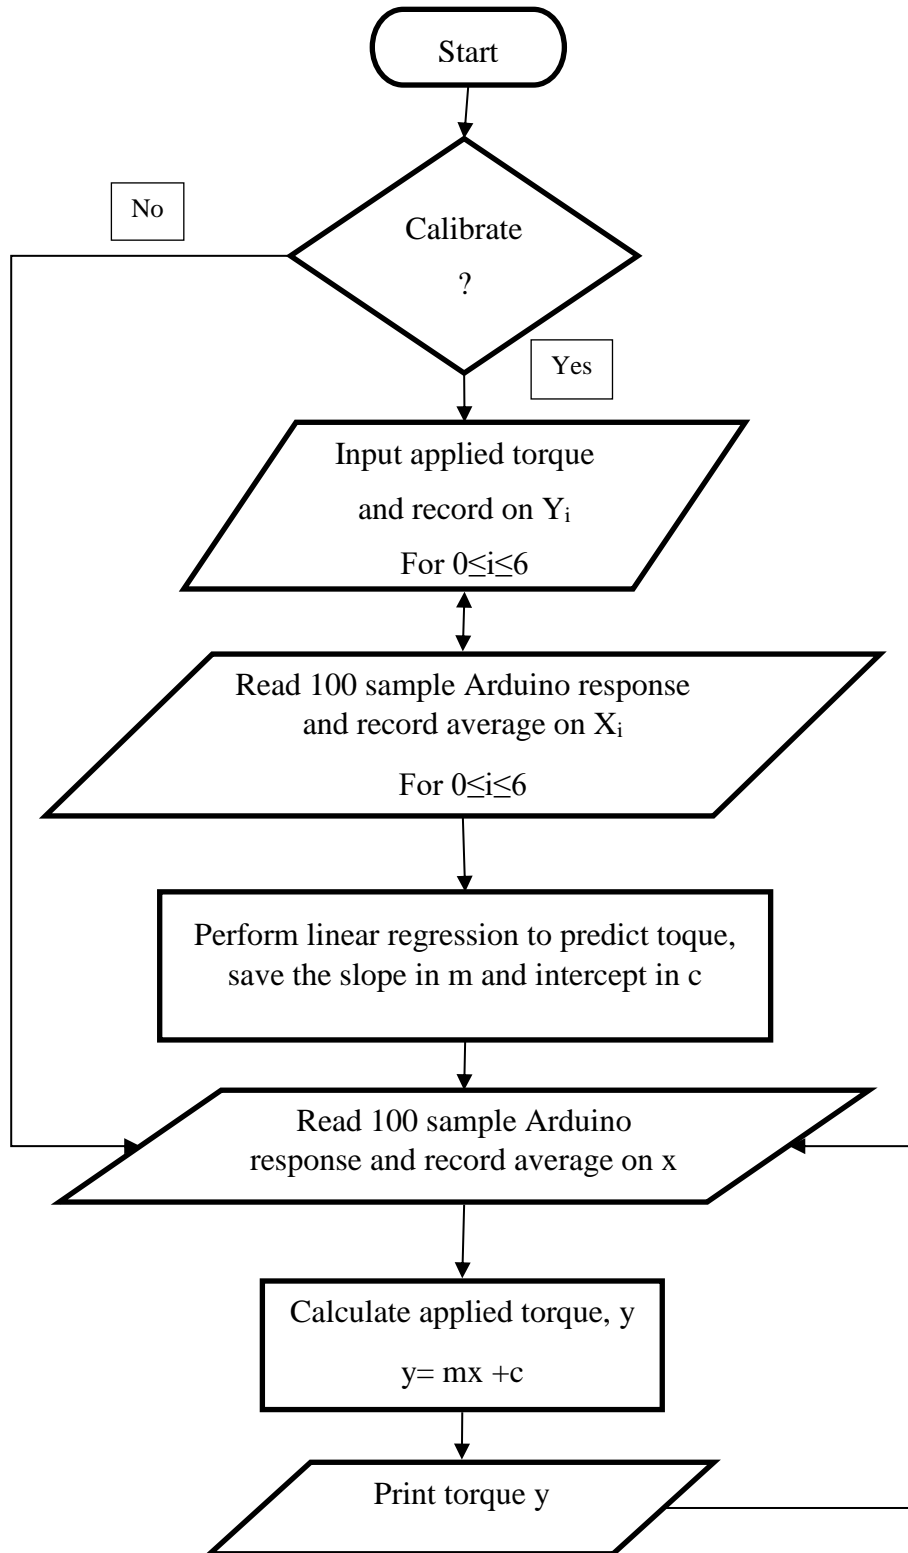 Start
Calibrate
?
No
Yes
Input applied torque
and record on Yᵢ
For 0≤i≤6
Read 100 sample Arduino response
and record average on Xᵢ
For 0≤i≤6
Perform linear regression to predict toque,
save the slope in m and intercept in c
Read 100 sample Arduino
response and record average on x
Calculate applied torque, y
y= mx +c
Print torque y